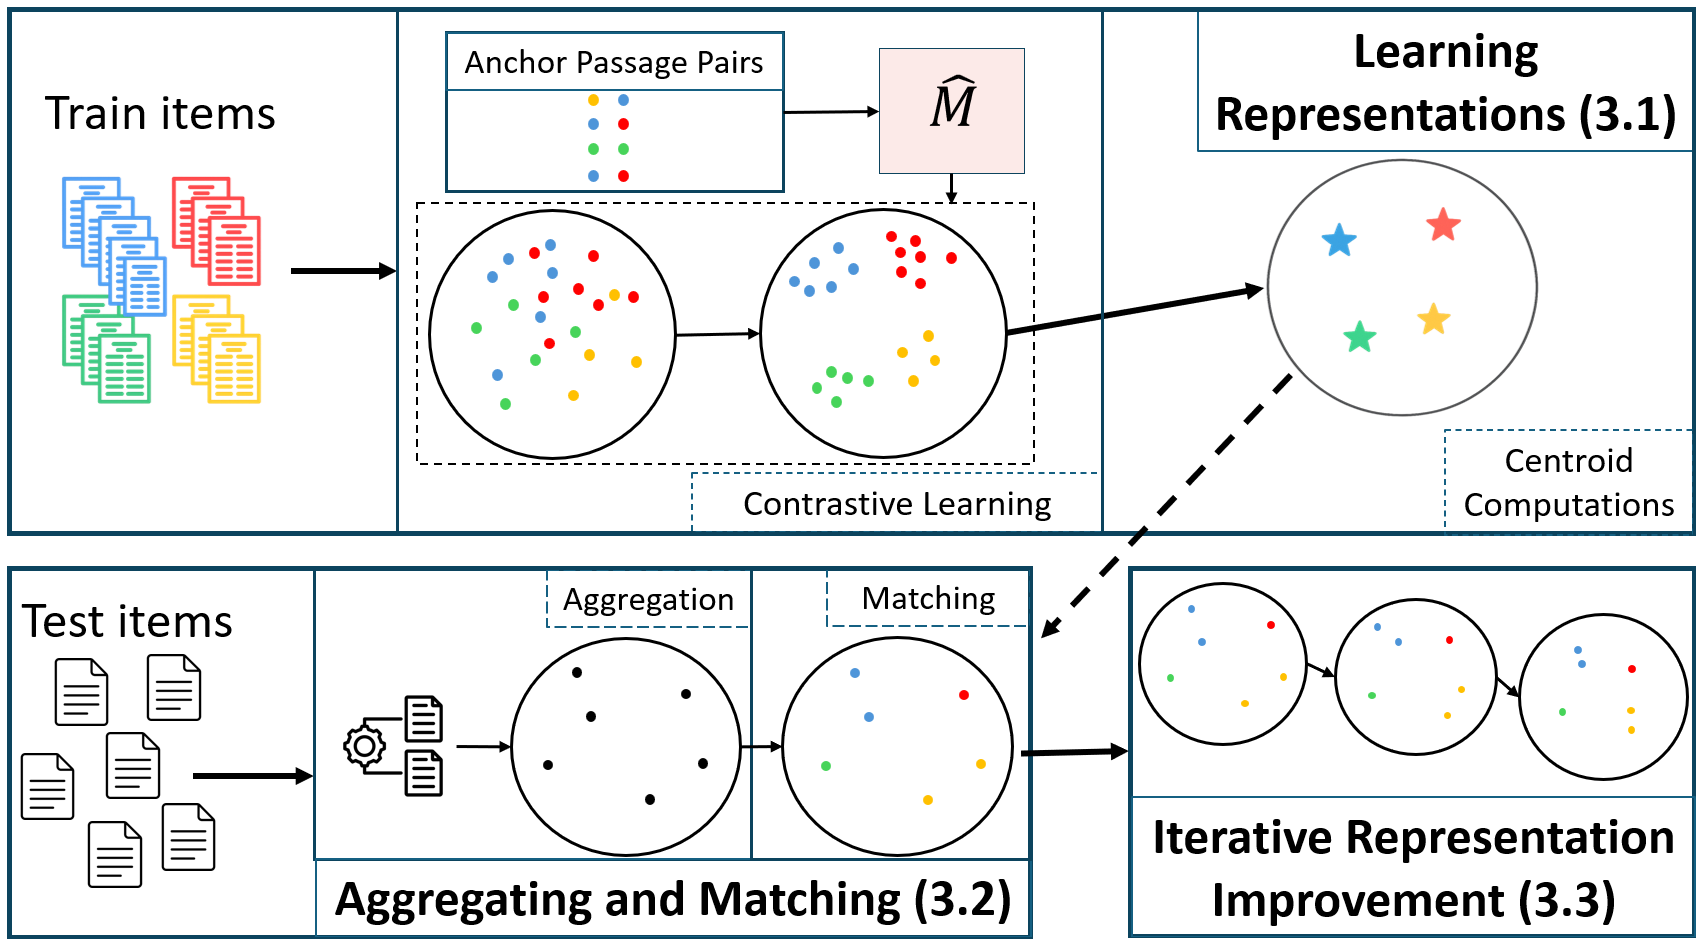 Train items
Anchor Passage Pairs
M̂
Contrastive Learning
Learning
Representations (3.1)
Centroid
Computations
Test items
Aggregation
Matching
Aggregating and Matching (3.2)
Iterative Representation
Improvement (3.3)